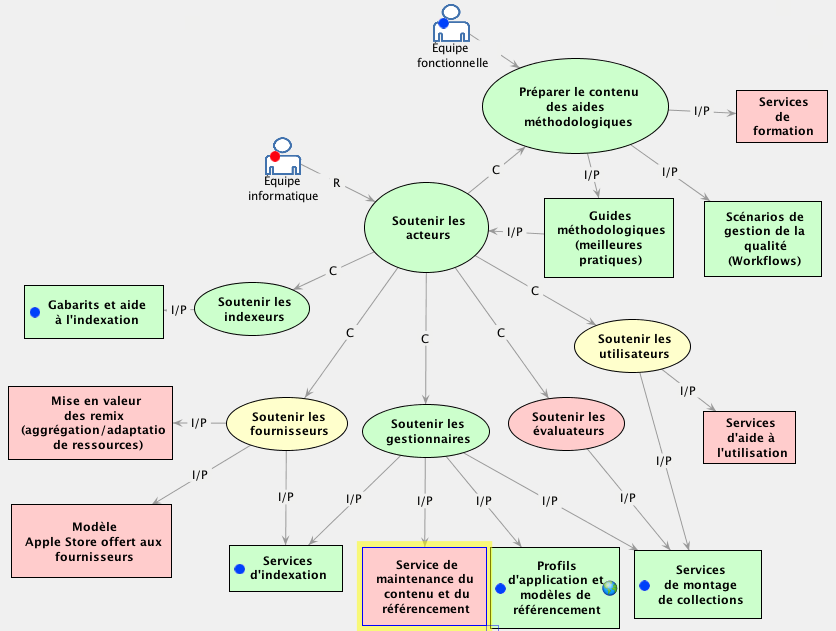 Équipe
fonctionnelle
Préparer le contenu
des aides
méthodologiques
I/P
Services
de
formation
Équipe
informatique
R
C
I/P
I/P
Soutenir les
acteurs
I/P
Guides
méthodologiques
(meilleures
pratiques)
Scénarios de
gestion de la
qualité
(Workflows)
C
Gabarits et aide
à l'indexation
I/P
Soutenir les
indexeurs
C
C
C
C
Soutenir les
utilisateurs
Mise en valeur
des remix
(aggrégation/adaptatio
de ressources)
I/P
Soutenir les
fournisseurs
Soutenir les
gestionnaires
Soutenir les
évaluateurs
I/P
Services
d'aide à
l'utilisation
I/P
I/P
I/P
I/P
I/P
I/P
I/P
I/P
Modèle
Apple Store offert aux
fournisseurs
Services
d'indexation
Service de
maintenance du
contenu et du
référencement
Profils
d'application et
modèles de
référencement
Services
de montage
de collections